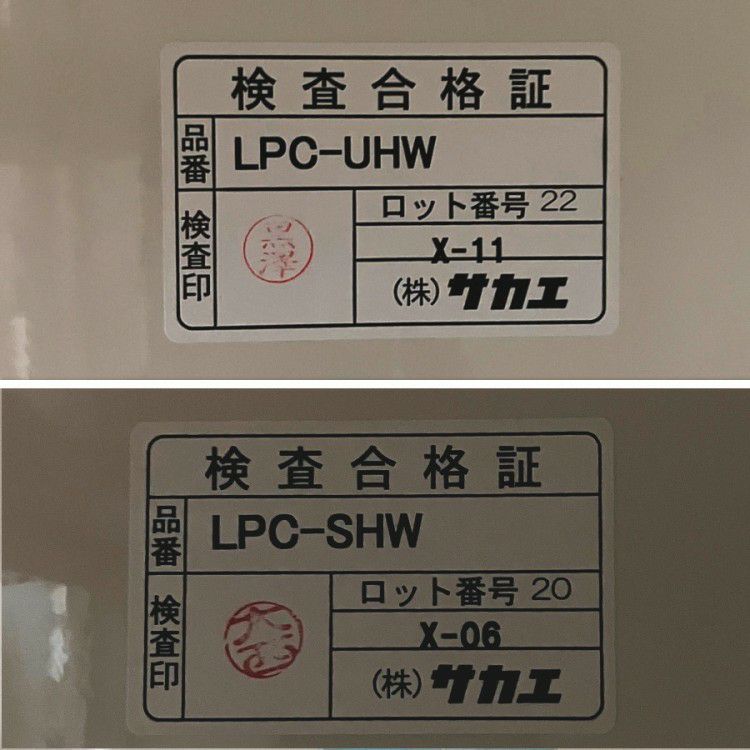 検査合格証
品番 LPC-UHW
検査印
黒澤
ロット番号 22
X-11
(株)サカエ
検査合格証
品番 LPC-SHW
検査印
ロット番号 20
X-06
(株)サカエ